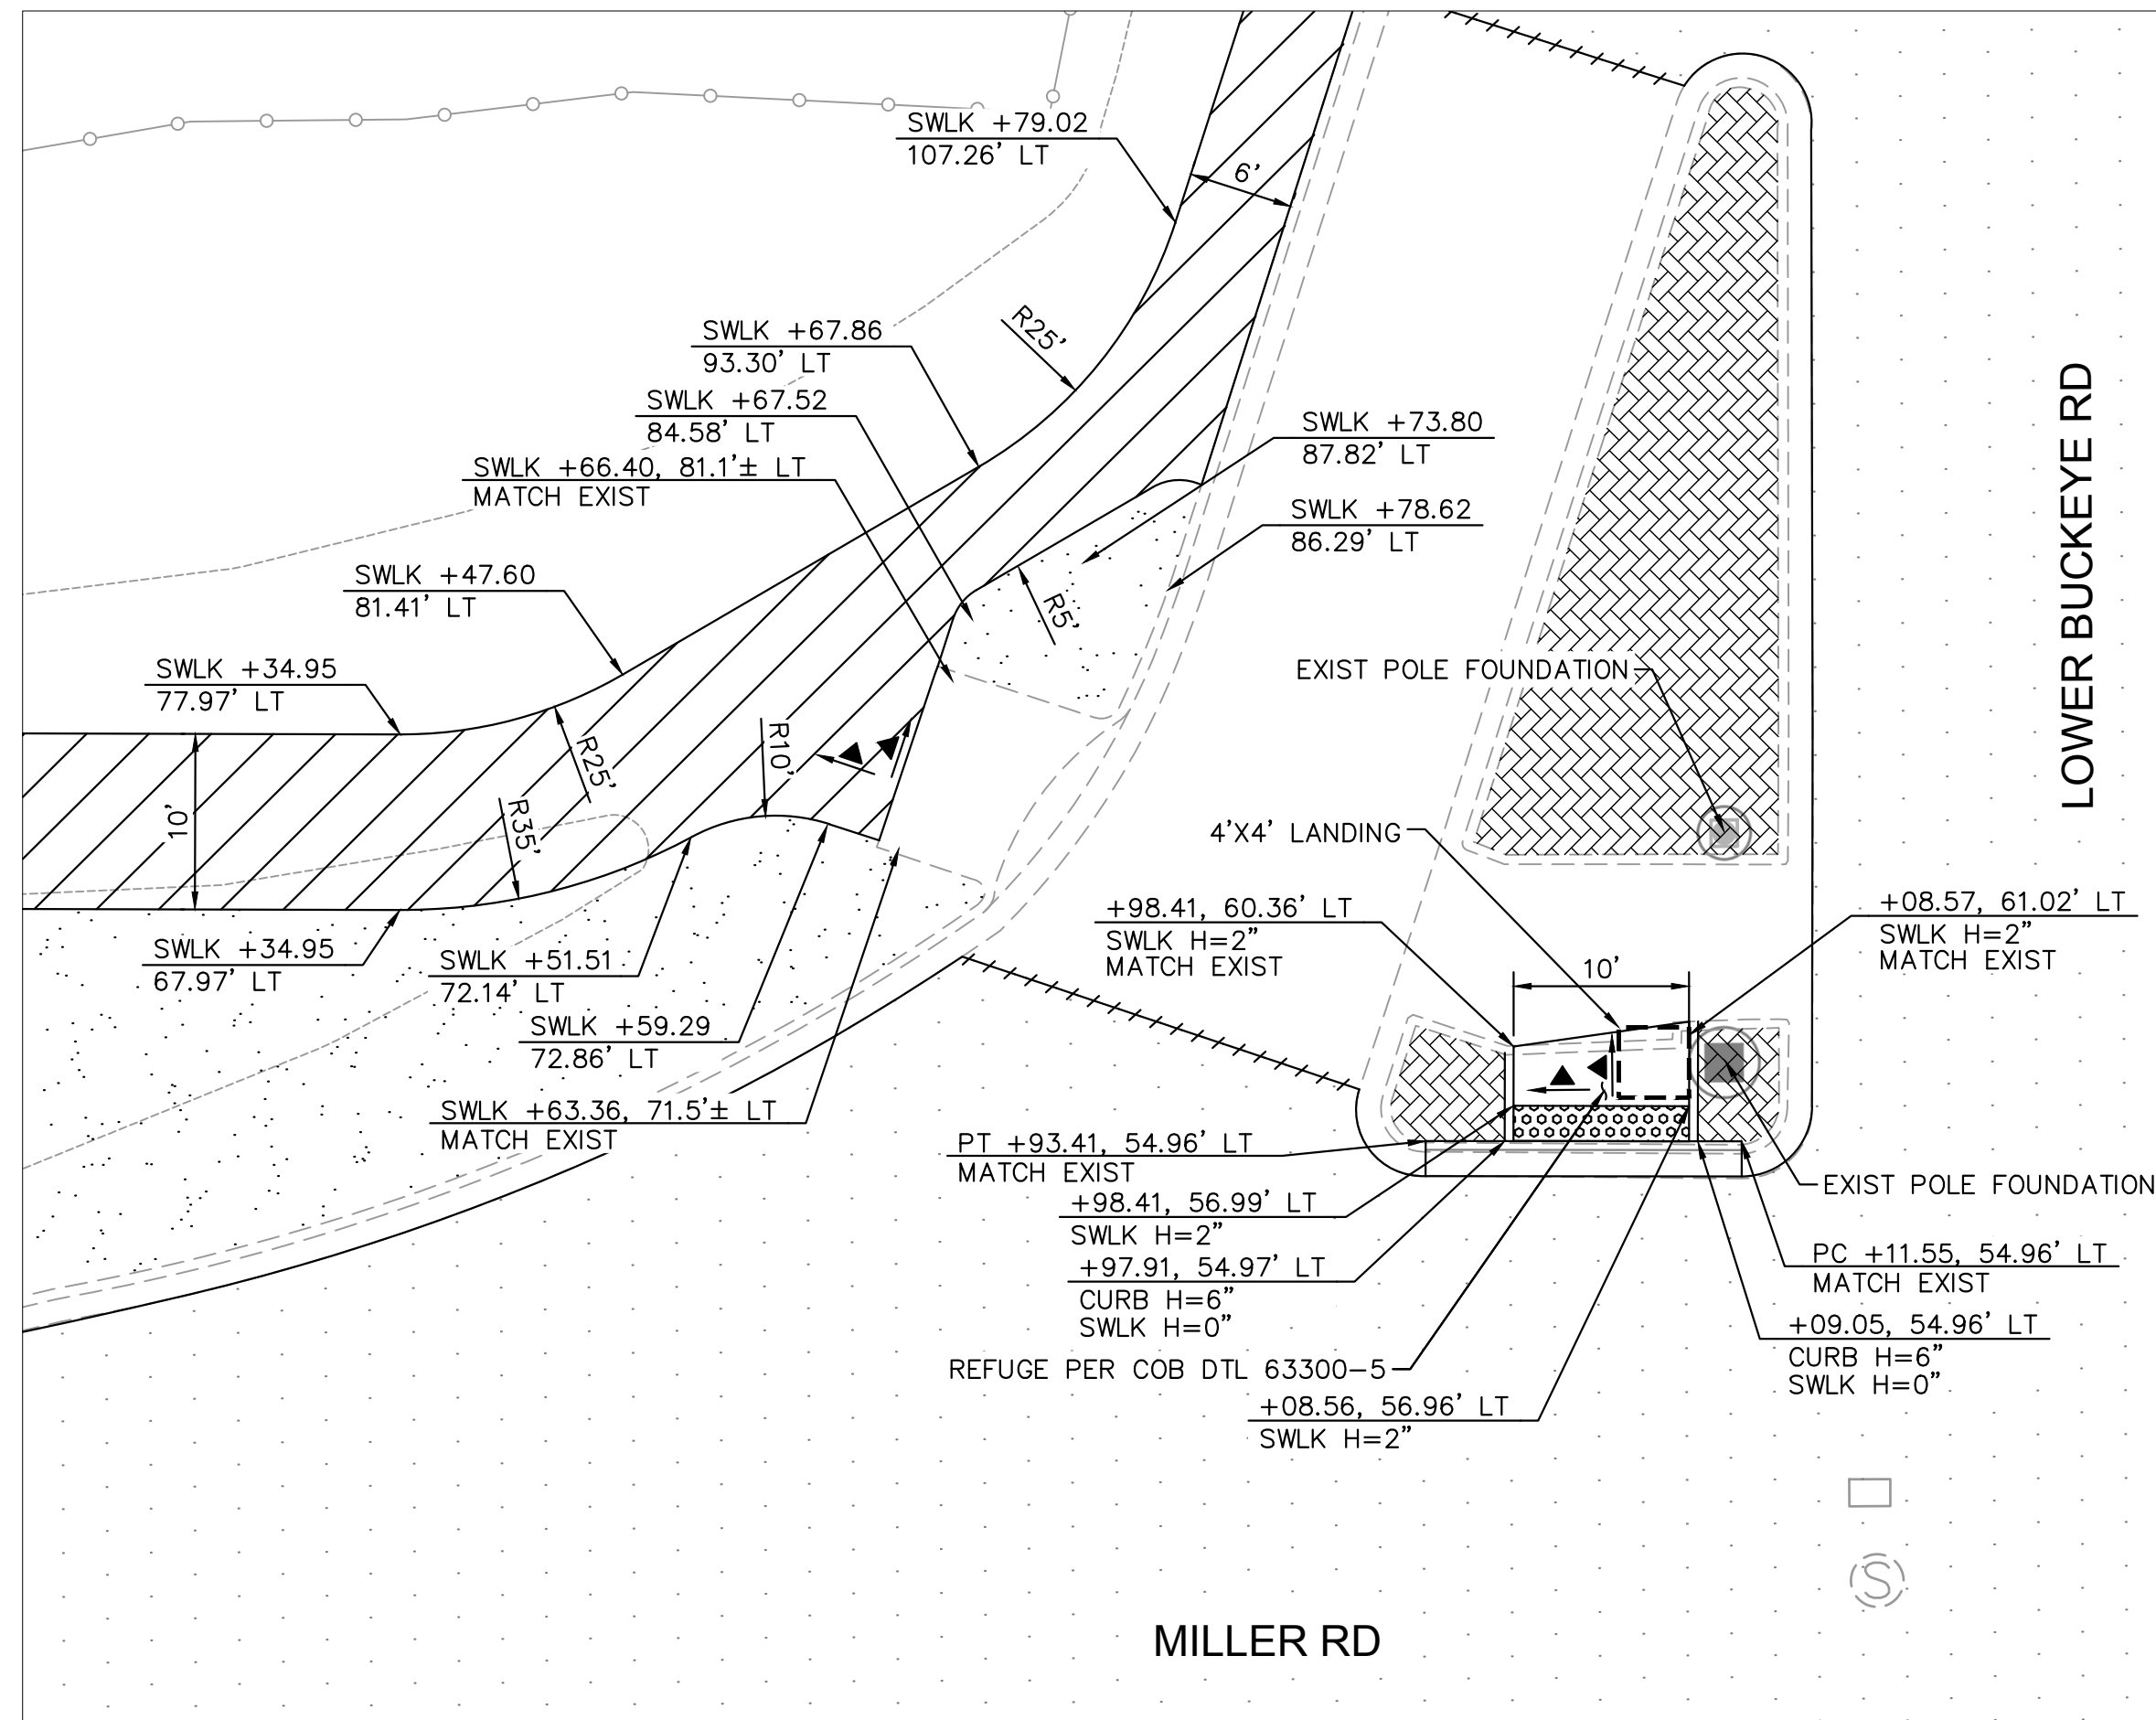 SWLK +79.02
107.26' LT
6'
R25'
SWLK +67.86
93.30' LT
SWLK +67.52
84.58' LT
SWLK +66.40, 81.1'± LT
MATCH EXIST
SWLK +73.80
87.82' LT
SWLK +78.62
86.29' LT
LOWER BUCKEYE RD
SWLK +47.60
81.41' LT
R5'
SWLK +34.95
77.97' LT
EXIST POLE FOUNDATION
R25'
R10'
10'
R35'
4'X4' LANDING
SWLK +34.95
67.97' LT
SWLK +51.51
72.14' LT
SWLK +59.29
72.86' LT
SWLK +63.36, 71.5'± LT
MATCH EXIST
+98.41, 60.36' LT
SWLK H=2"
MATCH EXIST
10'
+08.57, 61.02' LT
SWLK H=2"
MATCH EXIST
PT +93.41, 54.96' LT
MATCH EXIST
+98.41, 56.99' LT
SWLK H=2"
+97.91, 54.97' LT
CURB H=6"
SWLK H=0"
REFUGE PER COB DTL 63300-5
+08.56, 56.96' LT
SWLK H=2"
EXIST POLE FOUNDATION
PC +11.55, 54.96' LT
MATCH EXIST
+09.05, 54.96' LT
CURB H=6"
SWLK H=0"
S
MILLER RD